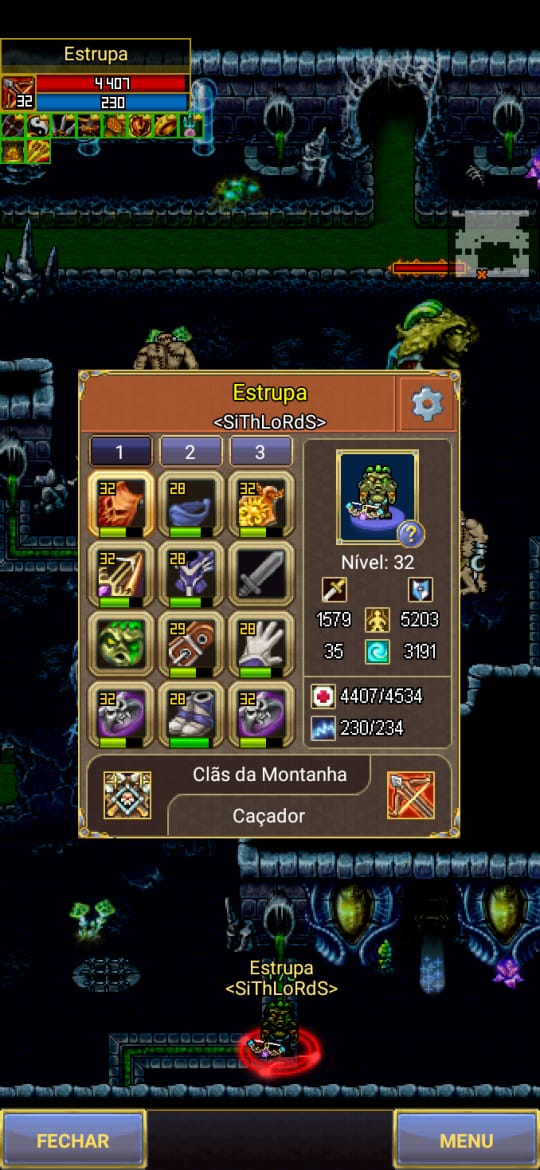 Estrupa
4407
32
230
Estrupa
<SiThLoRdS>
1 2 3
32 28 32
32 28
29 28
32 28 32
Nível: 32
1579 5203
35 3191
4407/4534
230/234
Clãs da Montanha
Caçador
Estrupa
<SiThLoRdS>
FECHAR MENU